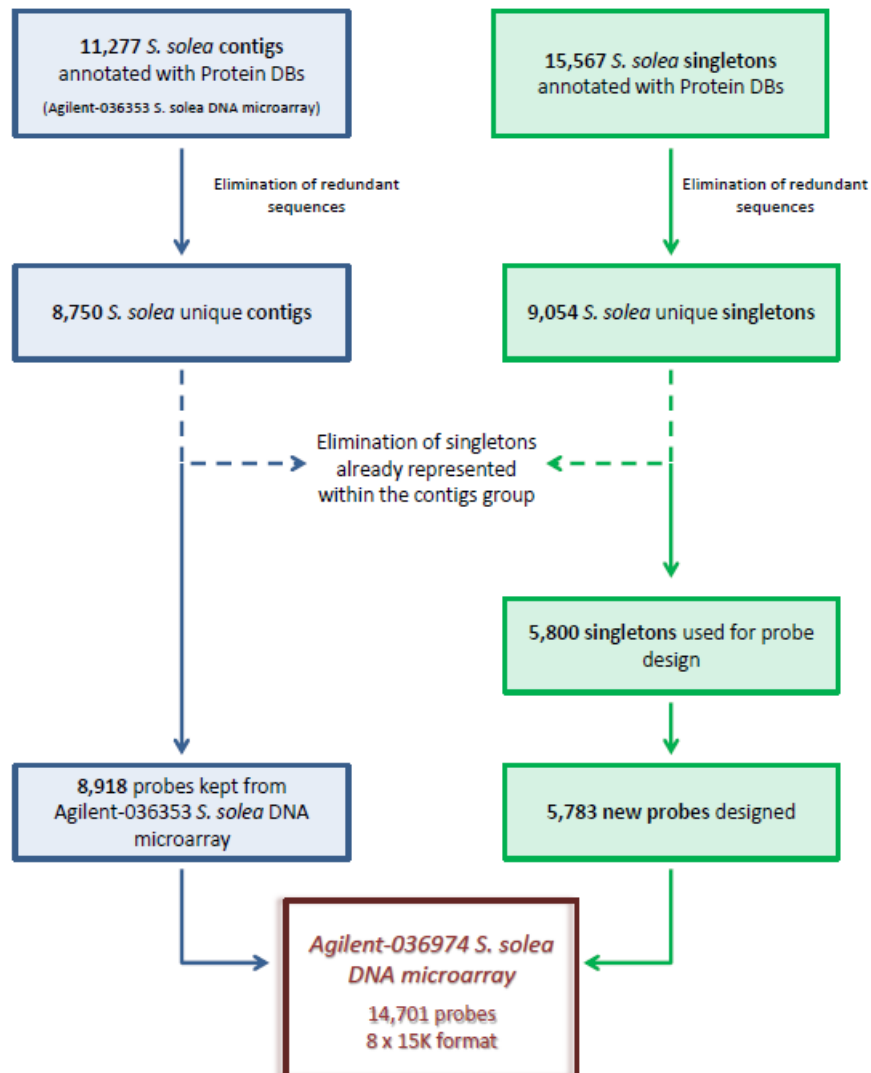 11,277 S. solea contigs
annotated with Protein DBs
(Agilent-036353 S. solea DNA microarray)
15,567 S. solea singletons
annotated with Protein DBs
Elimination of redundant
sequences
Elimination of redundant
sequences
8,750 S. solea unique contigs
9,054 S. solea unique singletons
Elimination of singletons
already represented
within the contigs group
5,800 singletons used for probe
design
8,918 probes kept from
Agilent-036353 S. solea DNA
microarray
5,783 new probes designed
Agilent-036974 S. solea
DNA microarray
14,701 probes
8 x 15K format